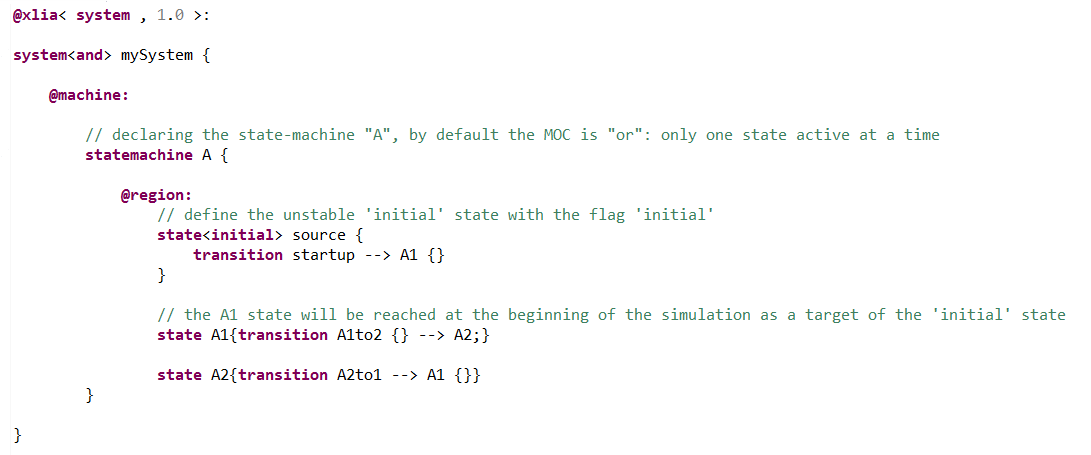 @xlia< system , 1.0 >:
system<and> mySystem {
@machine:
// declaring the state-machine "A", by default the MOC is "or": only one state active at a time
statemachine A {
@region:
// define the unstable 'initial' state with the flag 'initial'
state<initial> source {
transition startup --> A1 {}
}
// the A1 state will be reached at the beginning of the simulation as a target of the 'initial' state
state A1{transition A1to2 {} --> A2;}
state A2{transition A2to1 --> A1 {}}
}
}